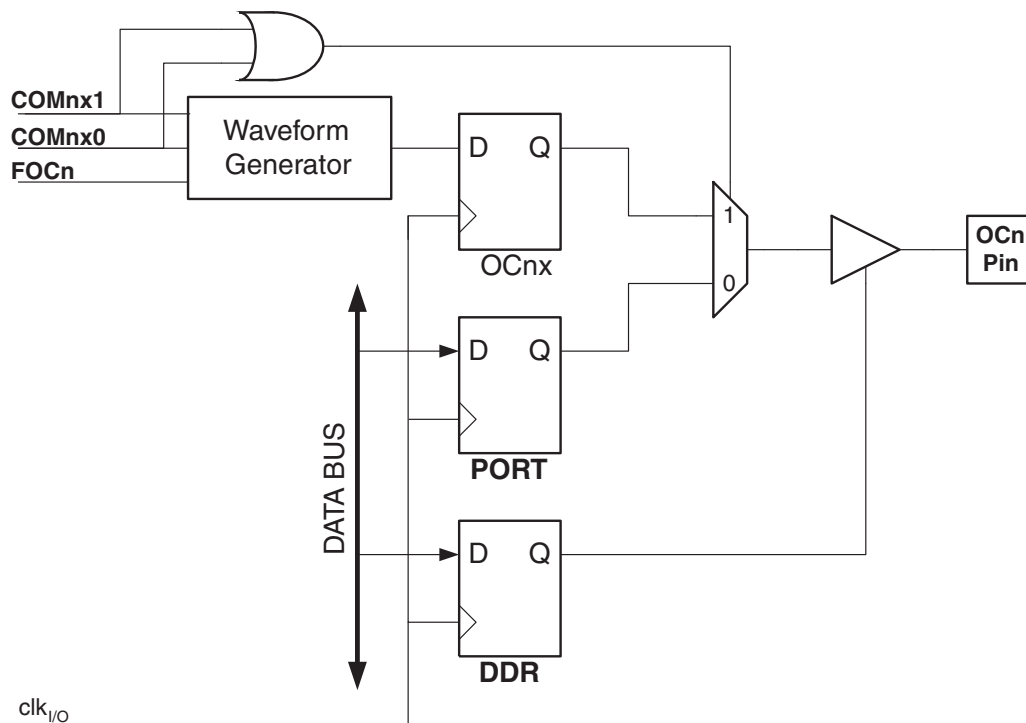 COMnx1
COMnx0
FOCn
Waveform
Generator
D Q
OCnx
1
0
OCn
Pin
D Q
PORT
DATA BUS
D Q
DDR
clkI/O